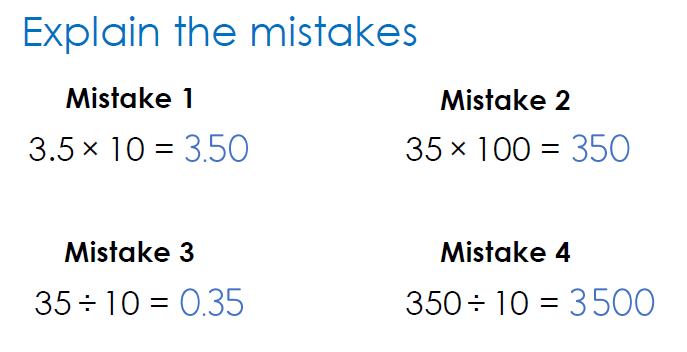 Explain the mistakes
Mistake 1
3.5 × 10 = 3.50
Mistake 2
35 × 100 = 350
Mistake 3
35 ÷ 10 = 0.35
Mistake 4
350 ÷ 10 = 3500